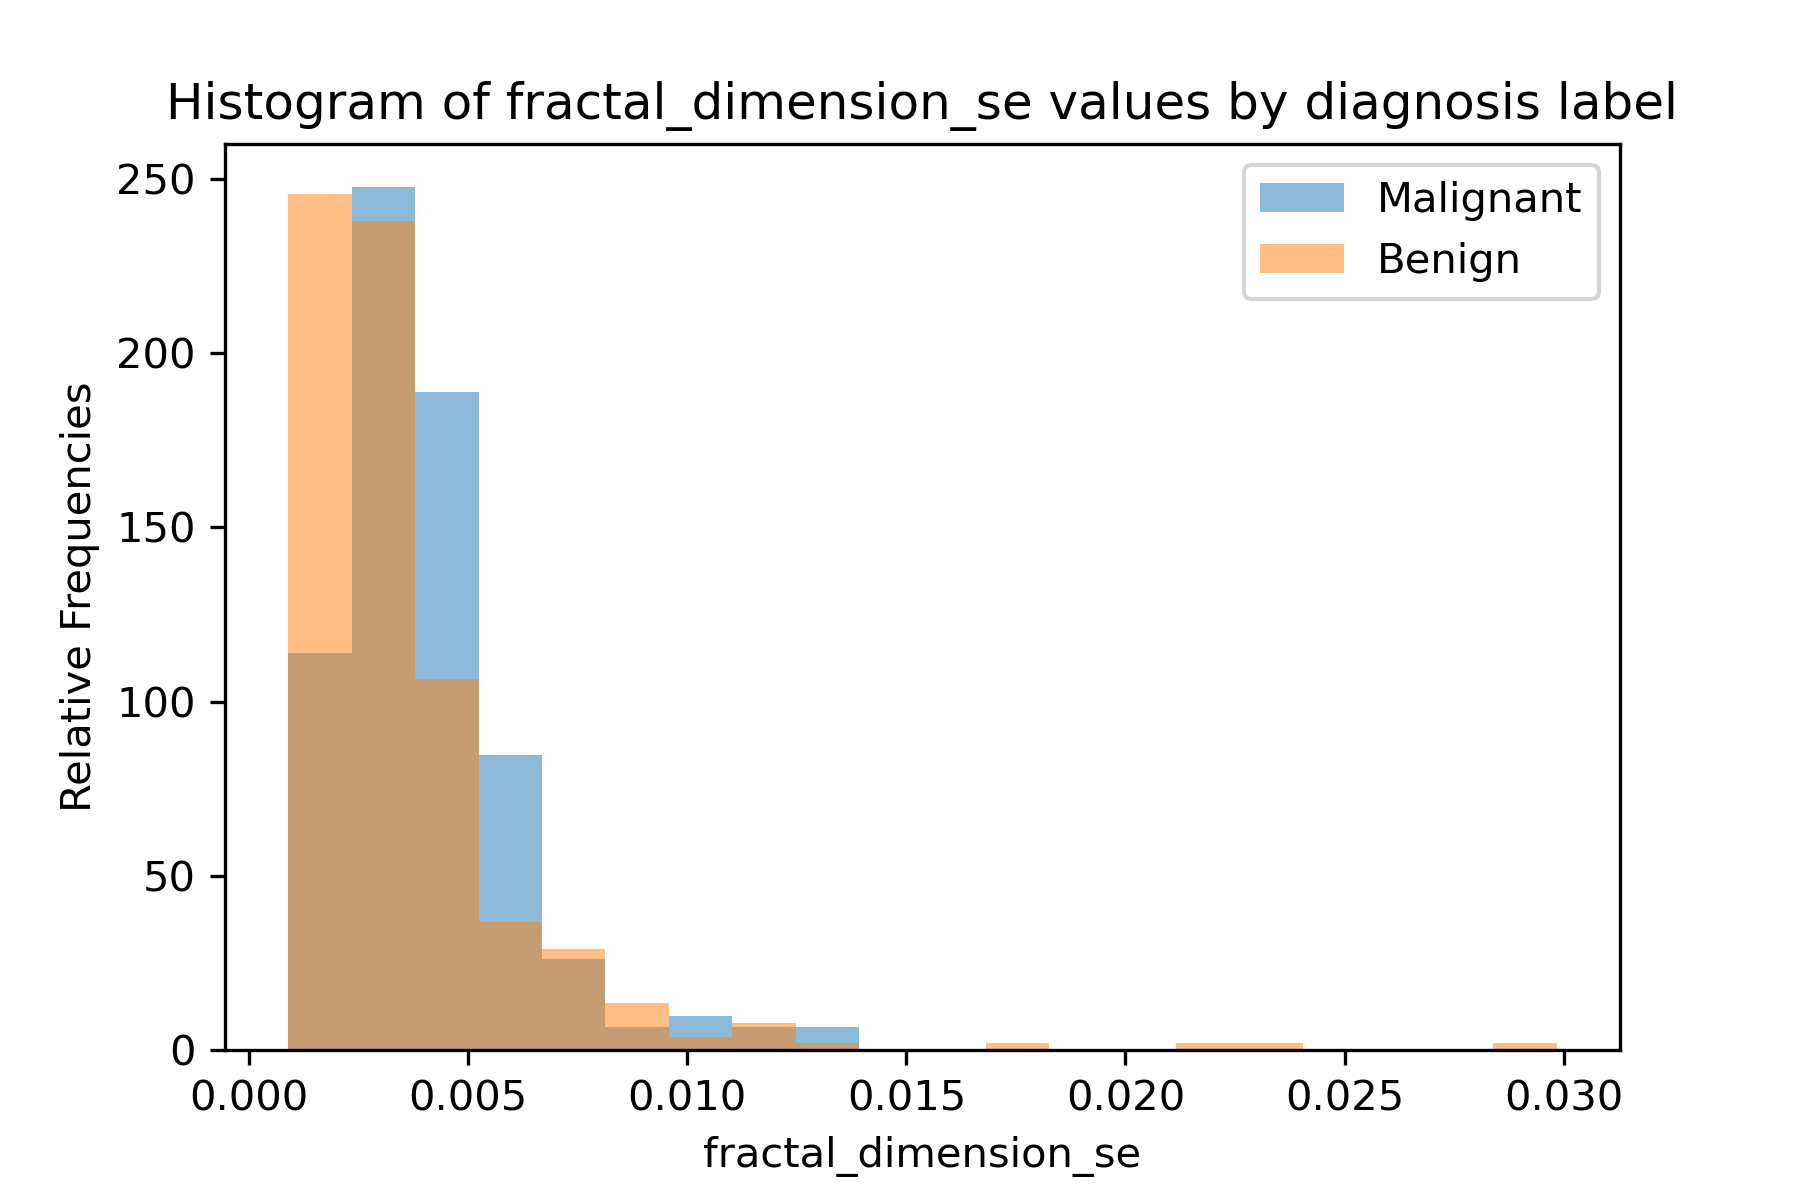 Histogram of fractal_dimension_se values by diagnosis label
Malignant
Benign
Relative Frequencies
250
200
150
100
50
0
0.000 0.005 0.010 0.015 0.020 0.025 0.030
fractal_dimension_se